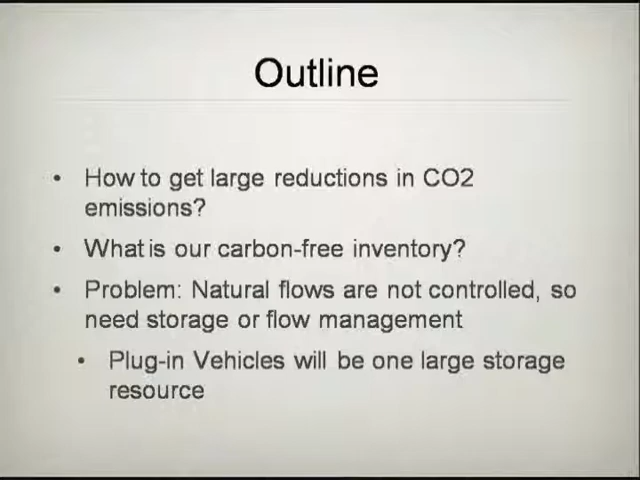 Outline
• How to get large reductions in CO2
emissions?
• What is our carbon-free inventory?
• Problem: Natural flows are not controlled, so
need storage or flow management
• Plug-in Vehicles will be one large storage
resource